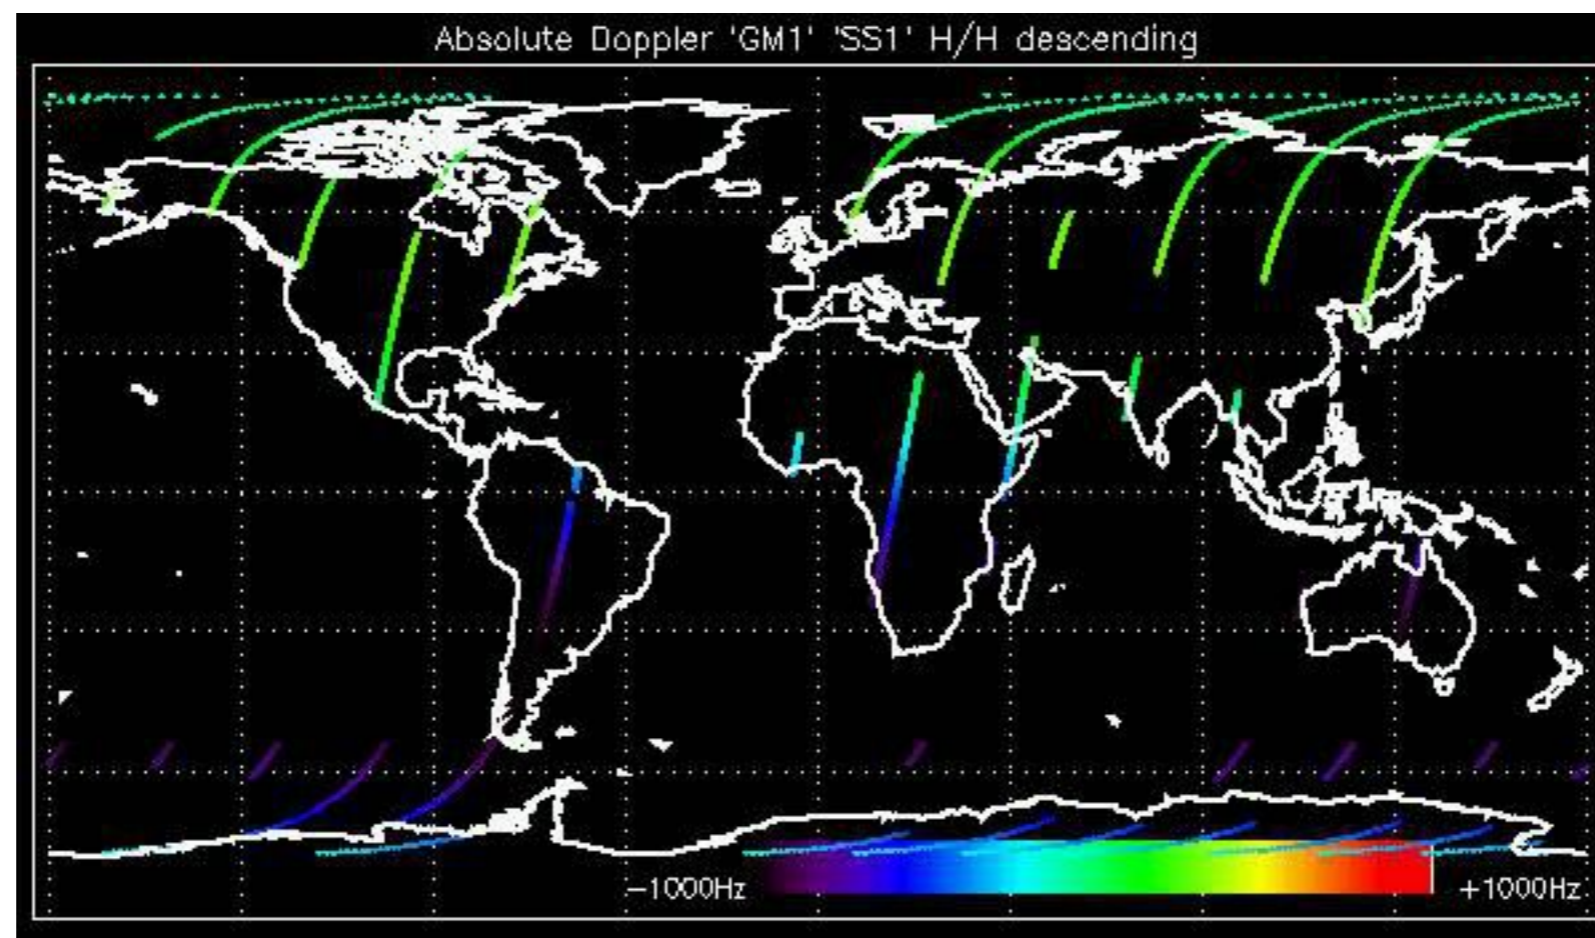 Absolute Doppler 'GM1' 'SS1' H/H descending
−1000Hz
+1000Hz